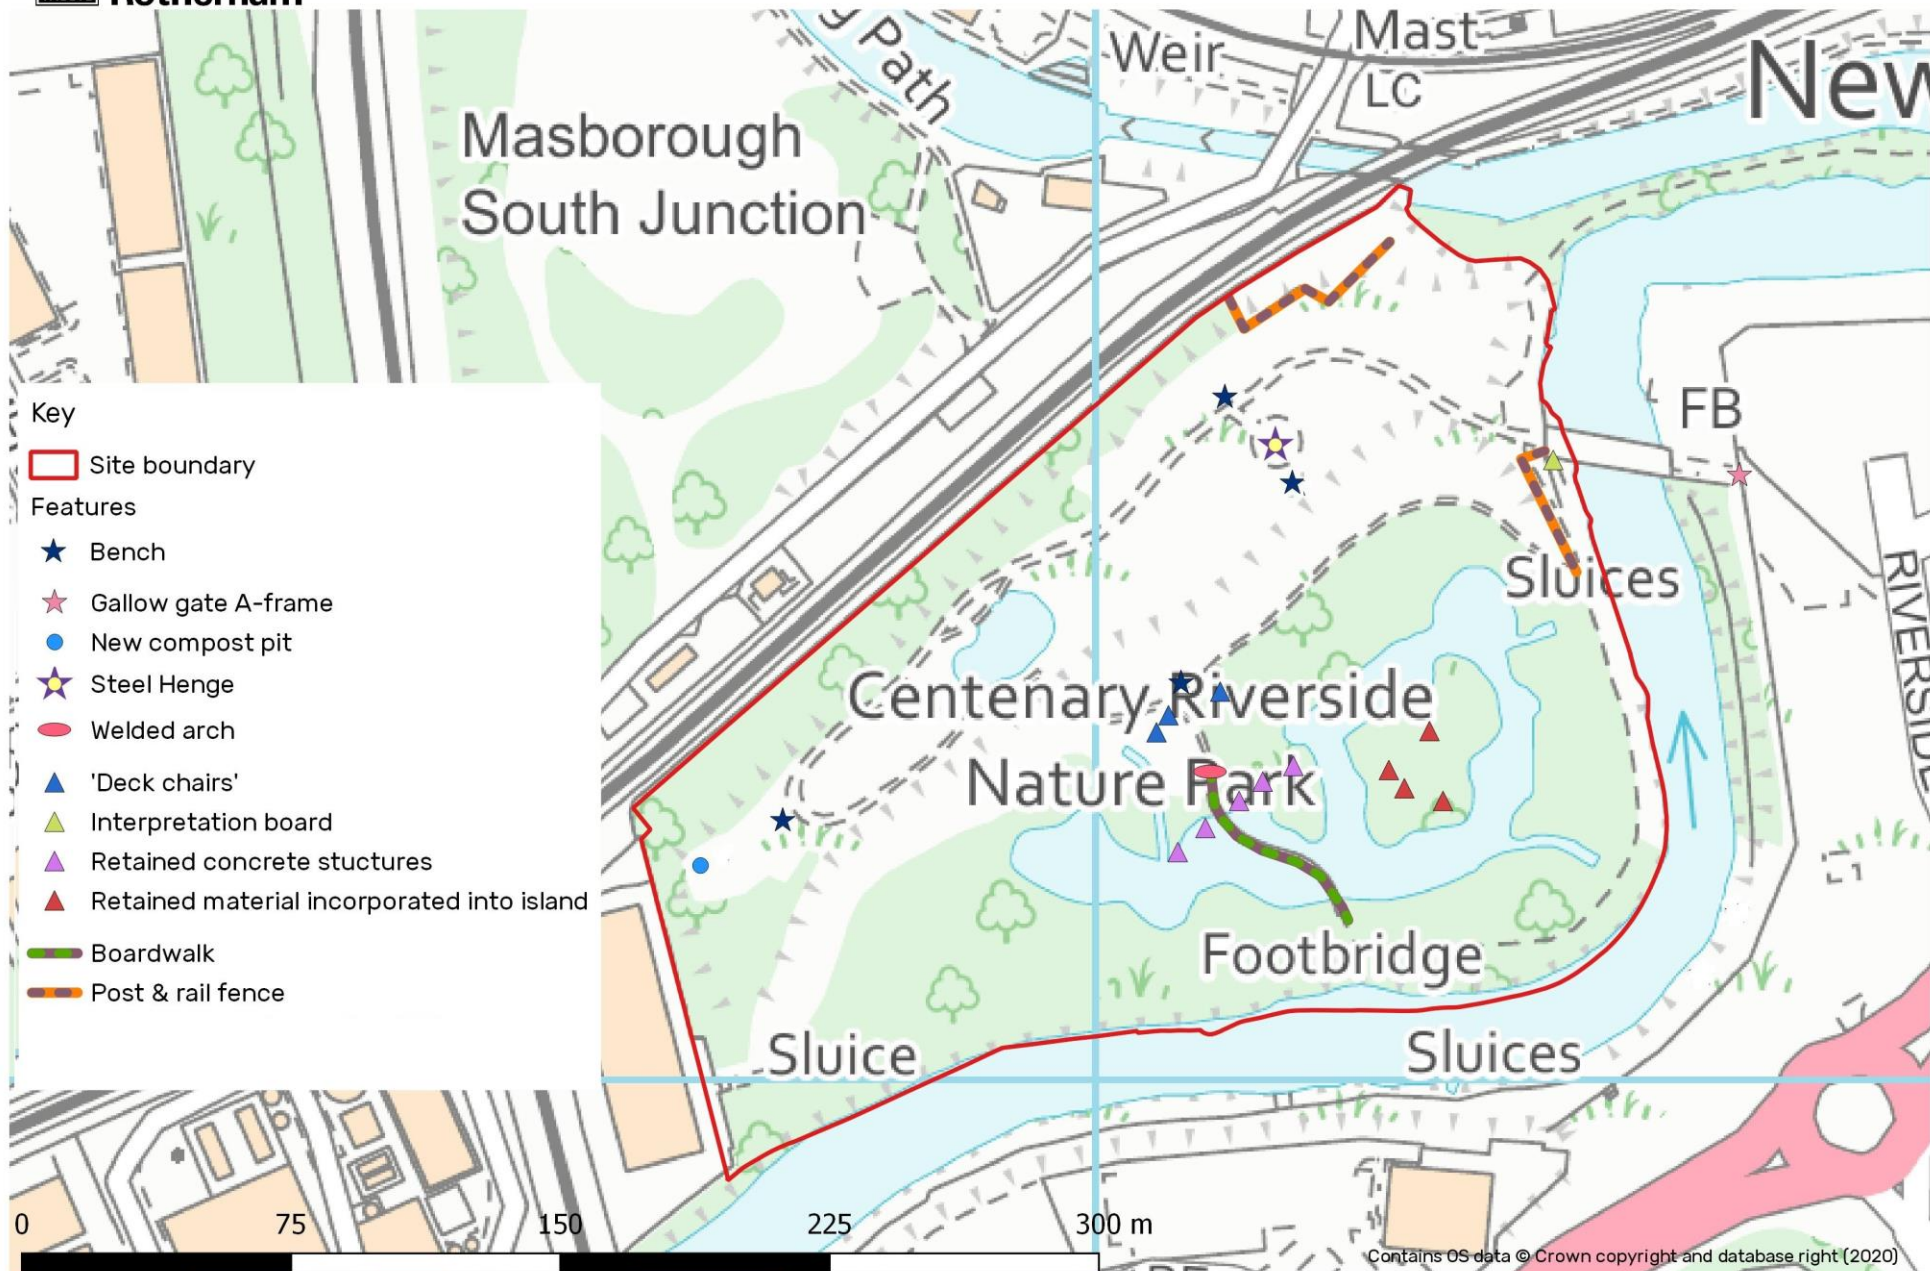 Rotherham
g Path
Weir
Mast
LC
New
Masborough
South Junction
FB
Key
Site boundary
Features
Bench
Gallow gate A-frame
New compost pit
Steel Henge
Welded arch
'Deck chairs'
Interpretation board
Retained concrete stuctures
Retained material incorporated into island
Boardwalk
Post & rail fence
Sluices
RIVERSIDE
Centenary Riverside
Nature Park
Footbridge
Sluice
Sluices
0 75 150 225 300 m
Contains OS data © Crown copyright and database right (2020)